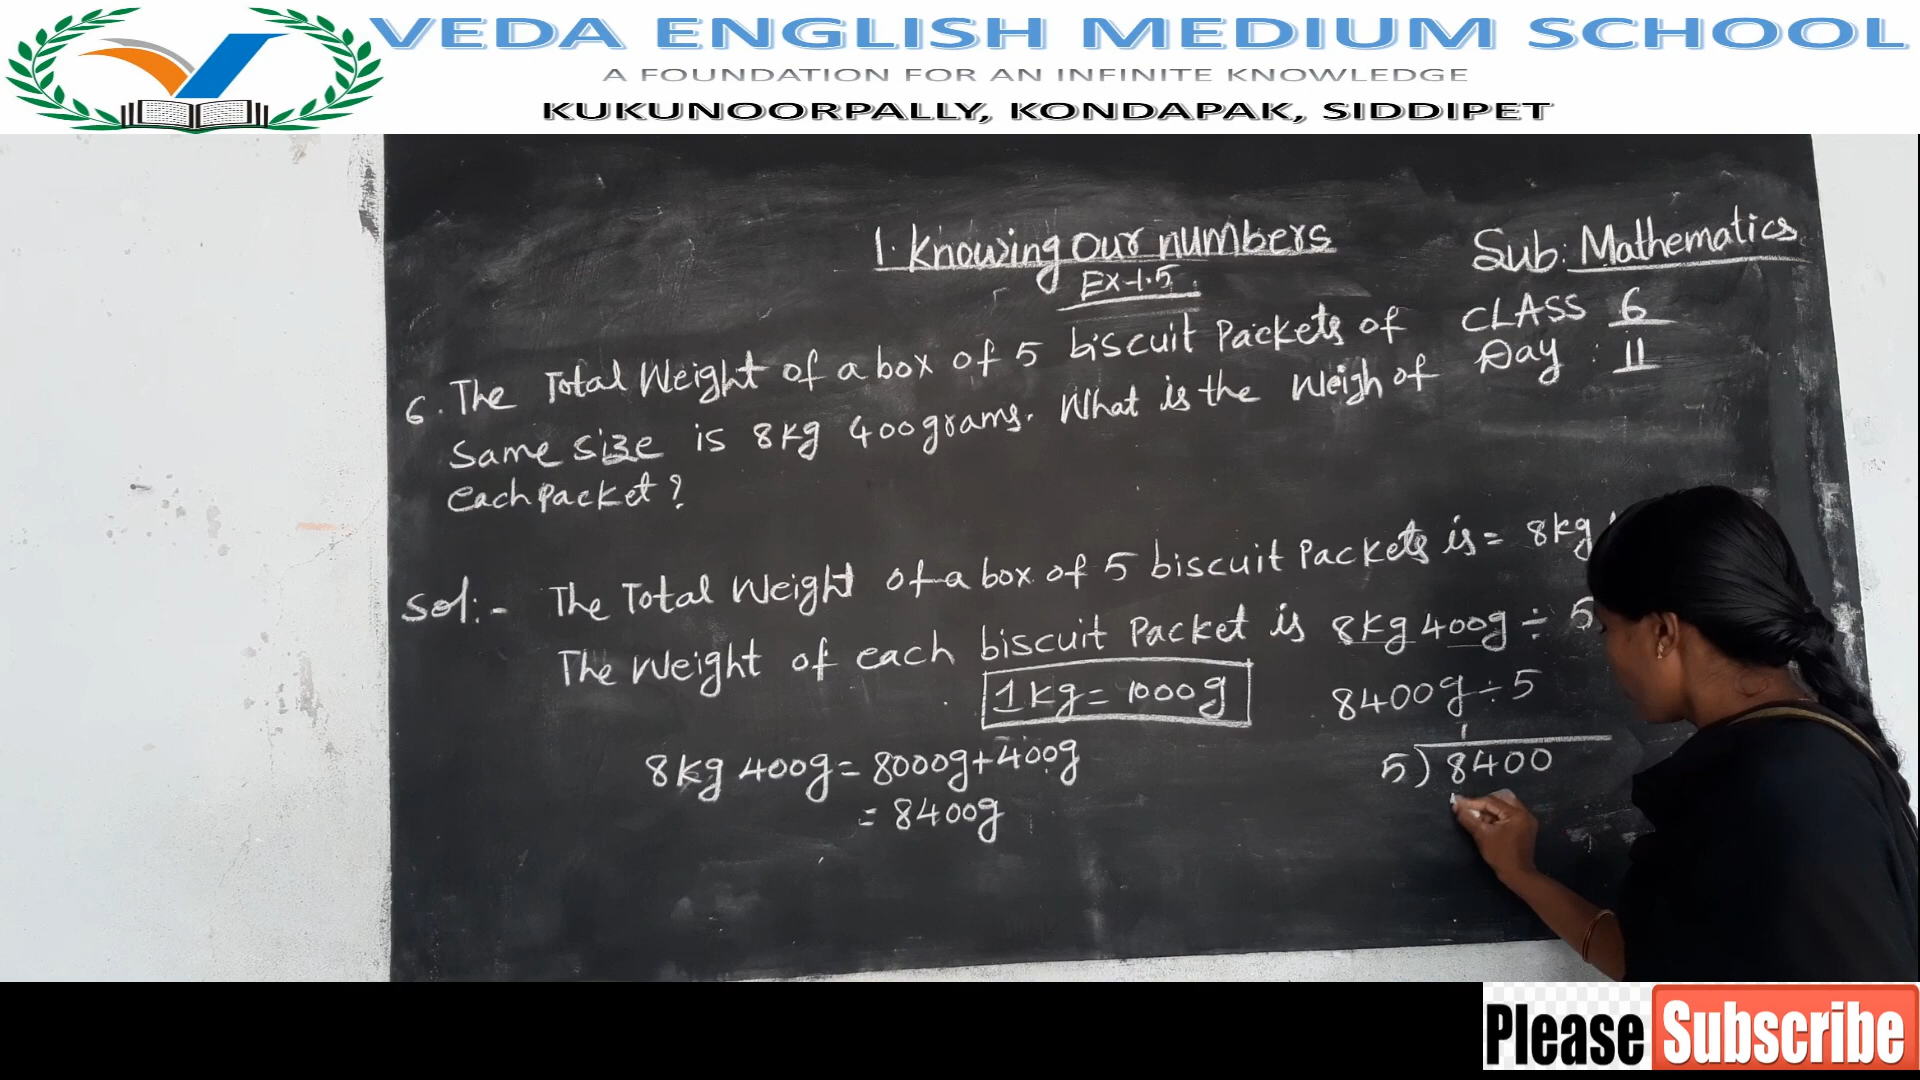 VEDA ENGLISH MEDIUM SCHOOL
A FOUNDATION FOR AN INFINITE KNOWLEDGE
KUKUNOORPALLY, KONDAPAK, SIDDIPET
1. Knowing our numbers
Ex-1.5.
Sub: Mathematics
CLASS 6
Day : 11
6. The Total Weight of a box of 5 biscuit Packets of
same size is 8kg 400grams. What is the Weigh of
each packet?
Sol:- The Total Weight of a box of 5 biscuit Packets is = 8kg
The Weight of each biscuit Packet is 8kg 400g ÷ 5
1kg = 1000g
8400g ÷ 5
8kg 400g = 8000g + 400g
= 8400g
1
5) 8400
Please Subscribe